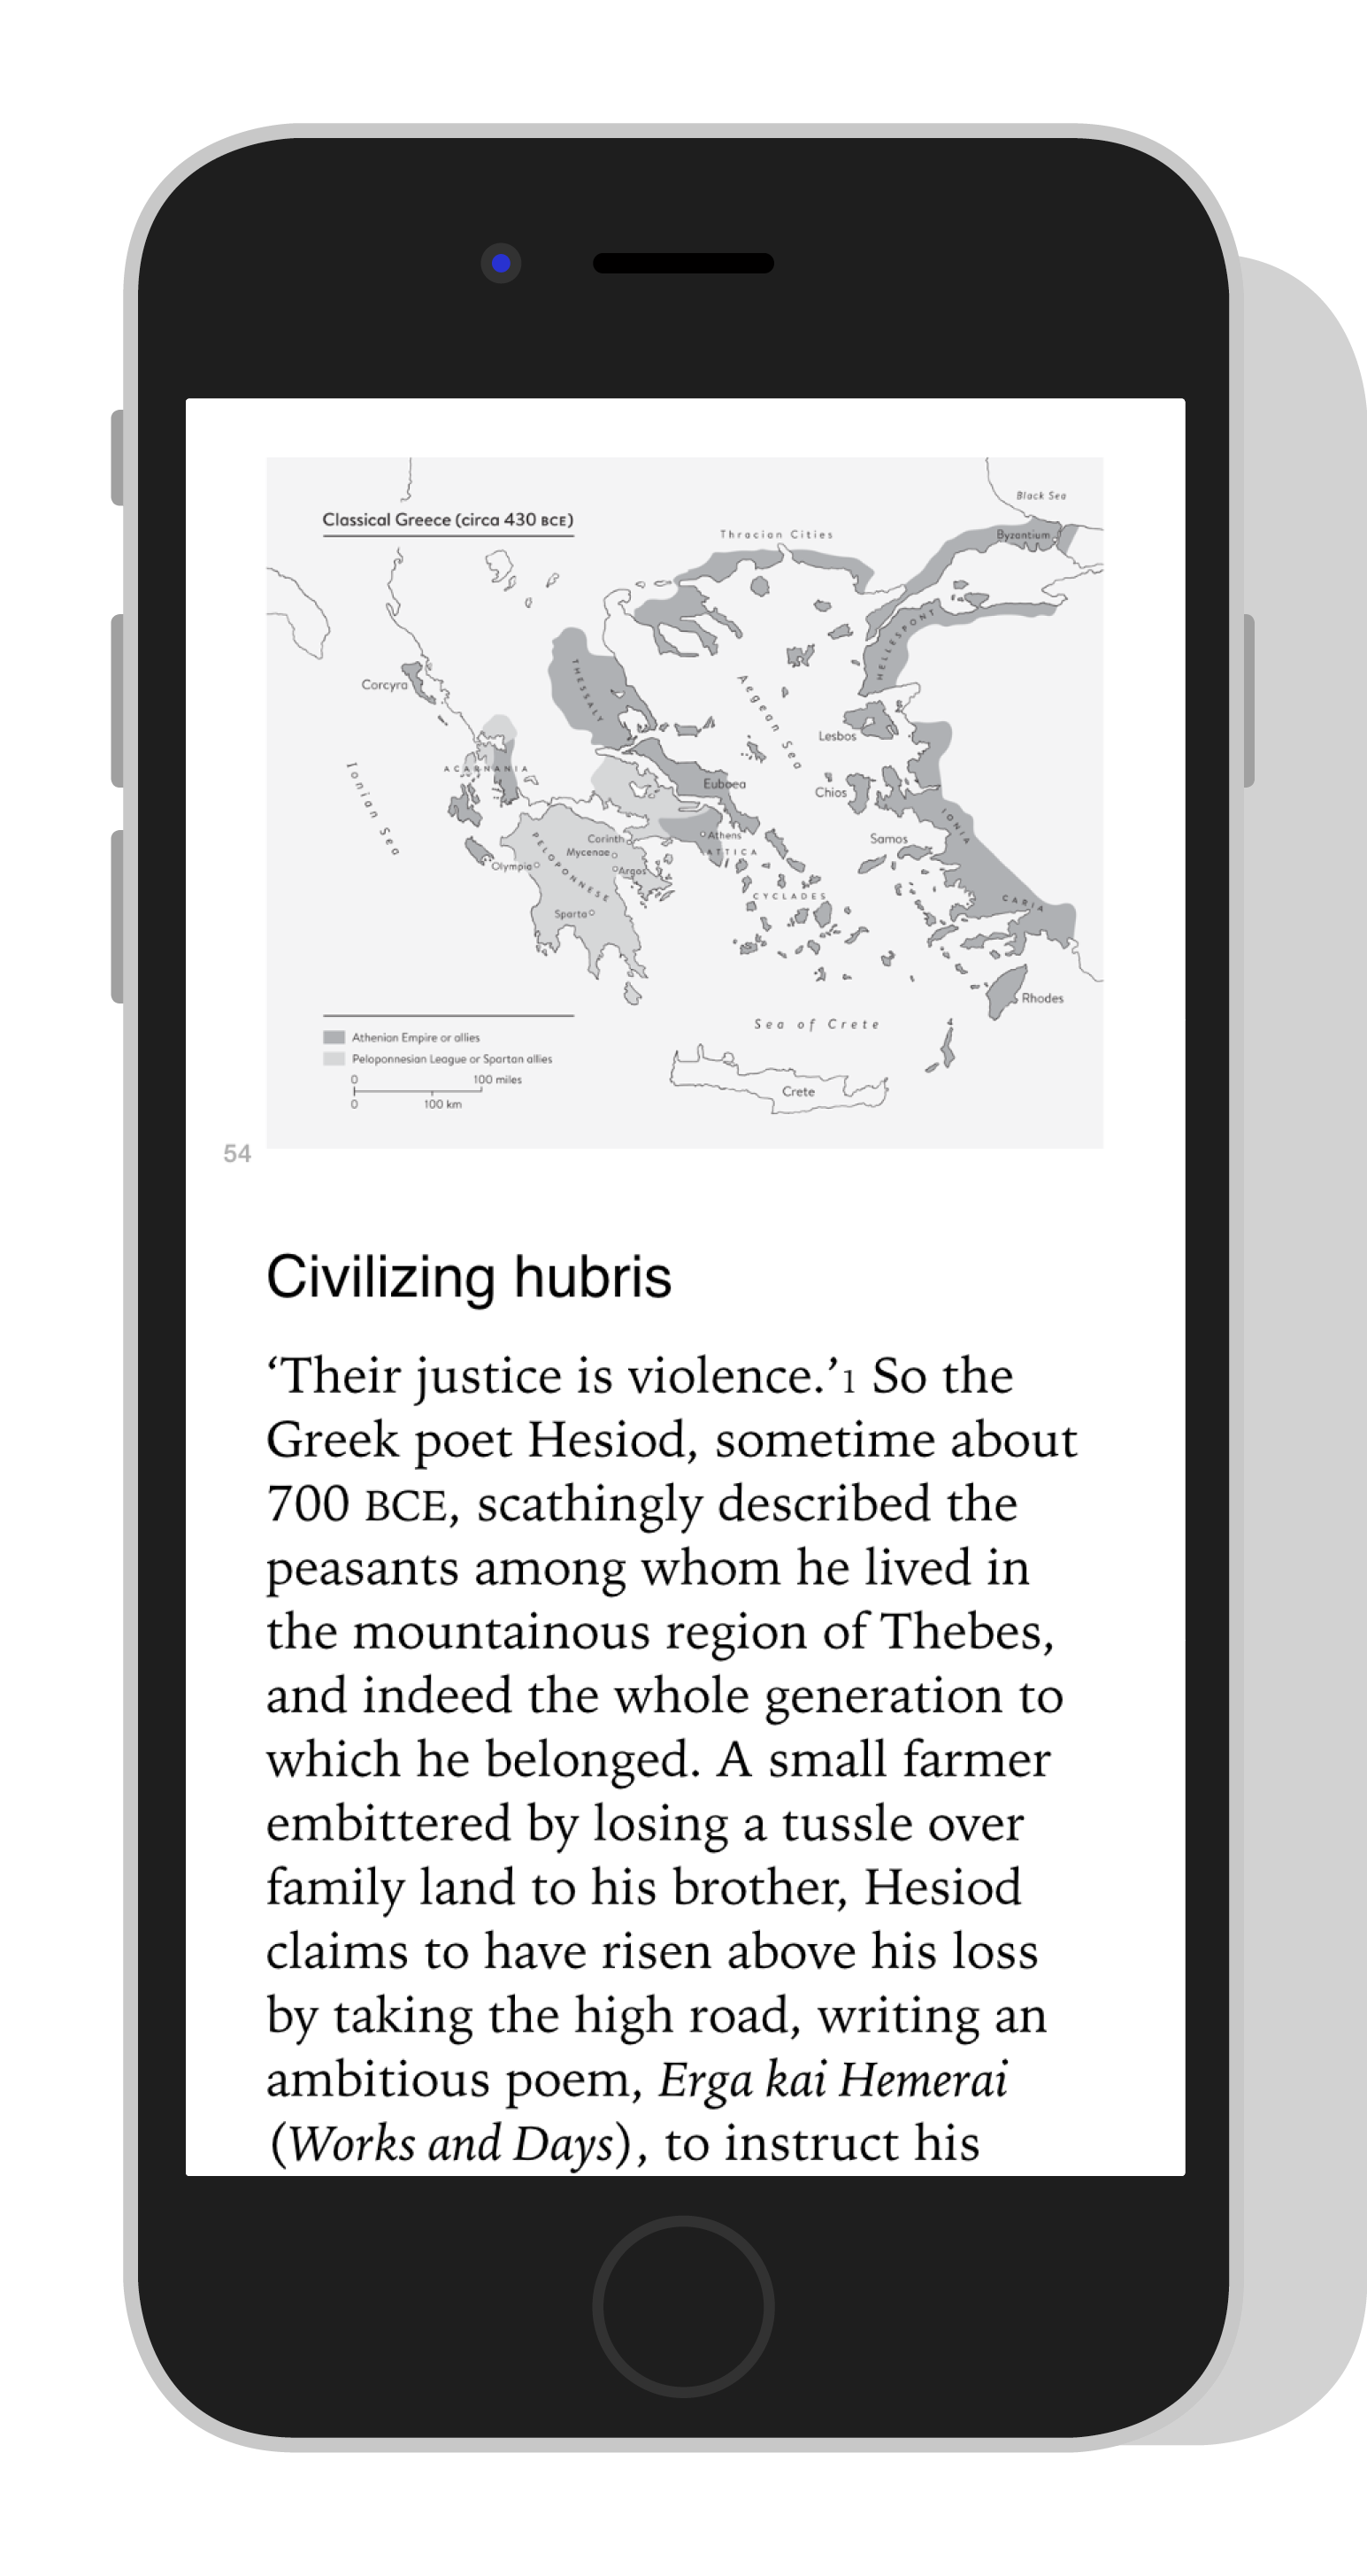 Classical Greece (circa 430 BCE)
Black Sea
Thracian Cities
Byzantium
HELLESPONT
THESSALY
Corcyra
Aegean Sea
Lesbos
ACARNANIA
Ionian Sea
Euboea
Chios
IONIA
Corinth
Athens
Samos
Mycenae
ATTICA
Olympia
Argos
PELOPONNESE
CYCLADES
CARIA
Sparta
Rhodes
Sea of Crete
Athenian Empire or allies
Peloponnesian League or Spartan allies
0 100 miles
0 100 km
Crete
54
Civilizing hubris
‘Their justice is violence.’1 So the
Greek poet Hesiod, sometime about
700 BCE, scathingly described the
peasants among whom he lived in
the mountainous region of Thebes,
and indeed the whole generation to
which he belonged. A small farmer
embittered by losing a tussle over
family land to his brother, Hesiod
claims to have risen above his loss
by taking the high road, writing an
ambitious poem, Erga kai Hemerai
(Works and Days), to instruct his